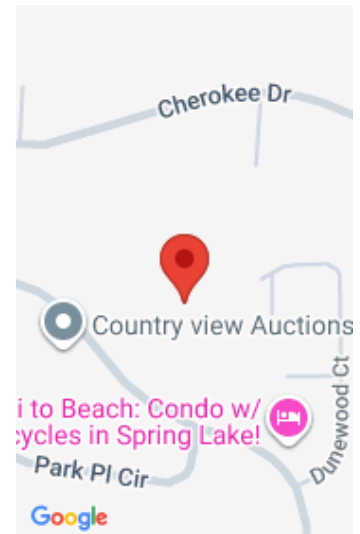 Cherokee Dr
Country view Auctions
i to Beach: Condo w/
cycles in Spring Lake!
Dunewood Ct
Park Pl Cir
Google